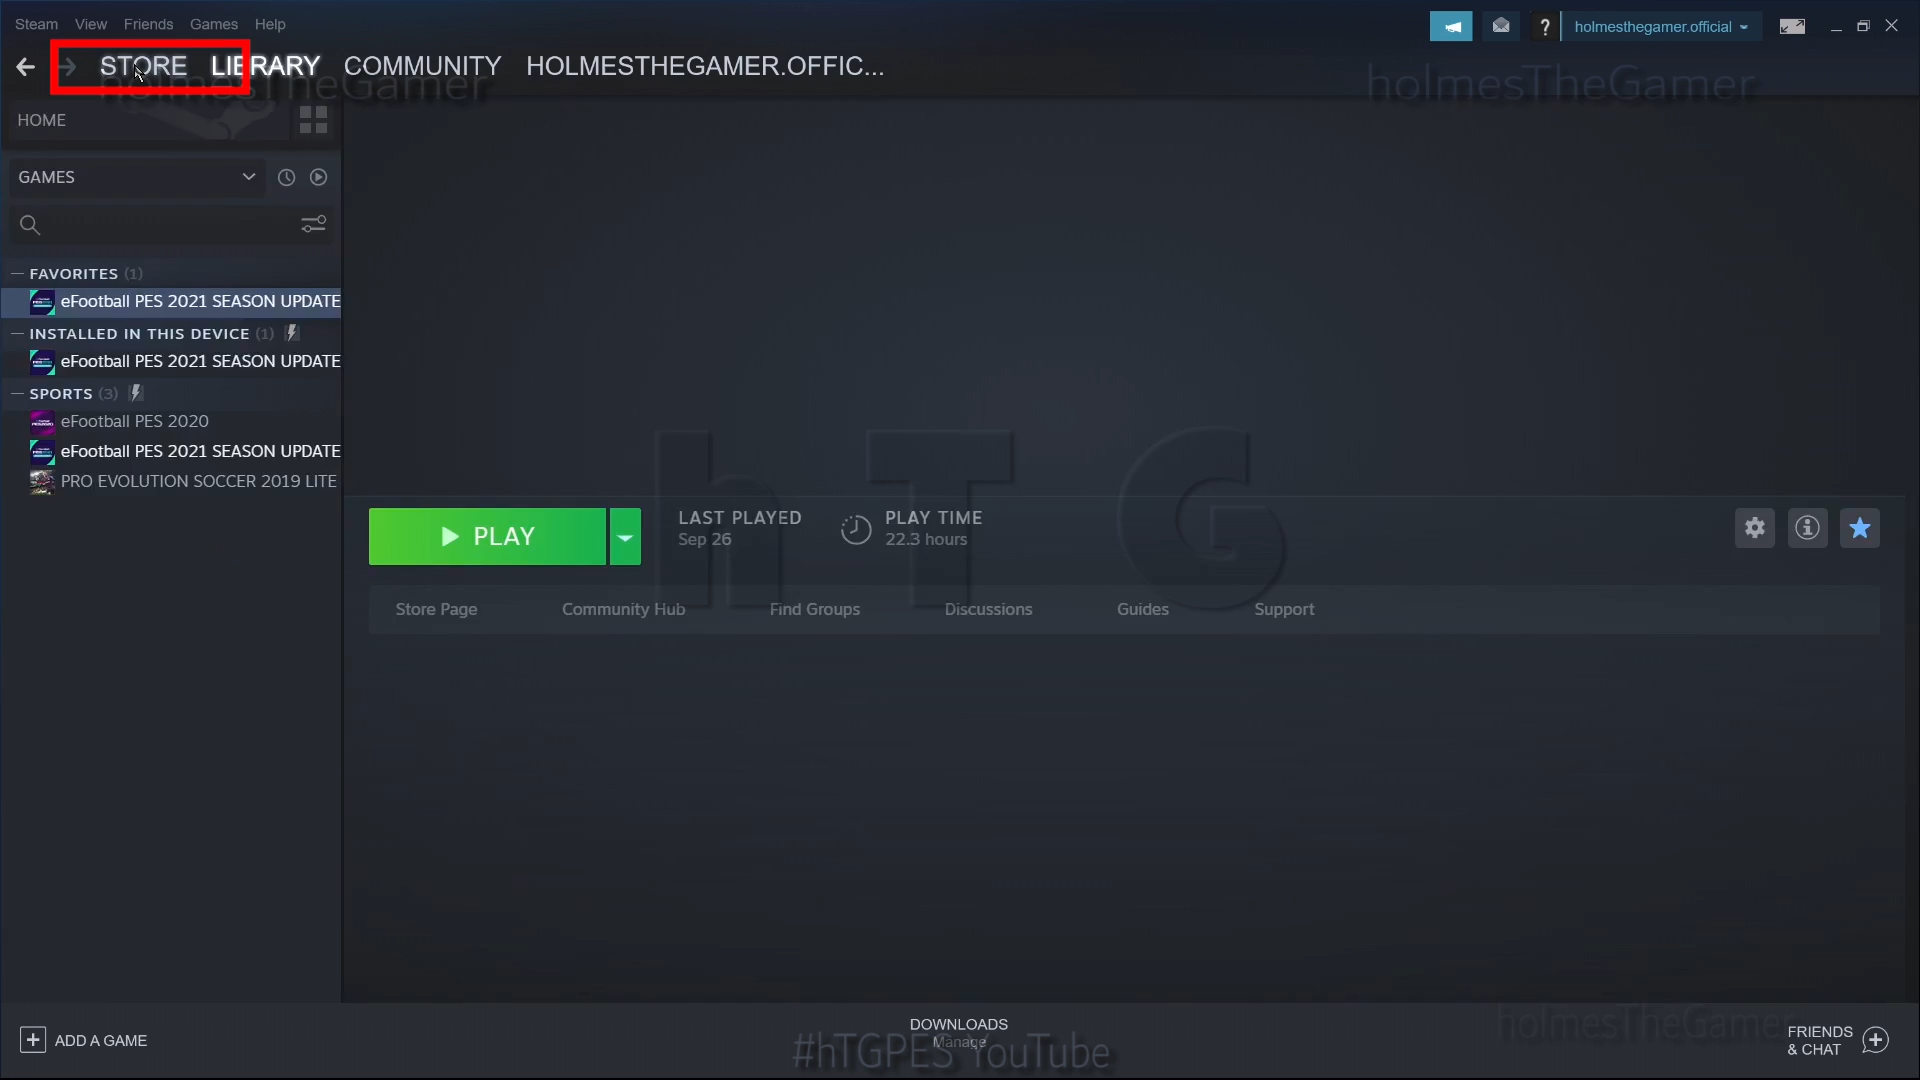 Steam View Friends Games Help
holmesthegamer.official
STORE LIBRARY COMMUNITY HOLMESTHEGAMER.OFFIC...
holmesTheGamer holmesTheGamer
HOME
GAMES
FAVORITES (1)
eFootball PES 2021 SEASON UPDATE
INSTALLED IN THIS DEVICE (1)
eFootball PES 2021 SEASON UPDATE
SPORTS (3)
eFootball PES 2020
eFootball PES 2021 SEASON UPDATE
PRO EVOLUTION SOCCER 2019 LITE
h T G
PLAY
LAST PLAYED
Sep 26
PLAY TIME
22.3 hours
Store Page Community Hub Find Groups Discussions Guides Support
ADD A GAME
DOWNLOADS
Manage
#hTGPES YouTube
holmesTheGamer
FRIENDS
& CHAT